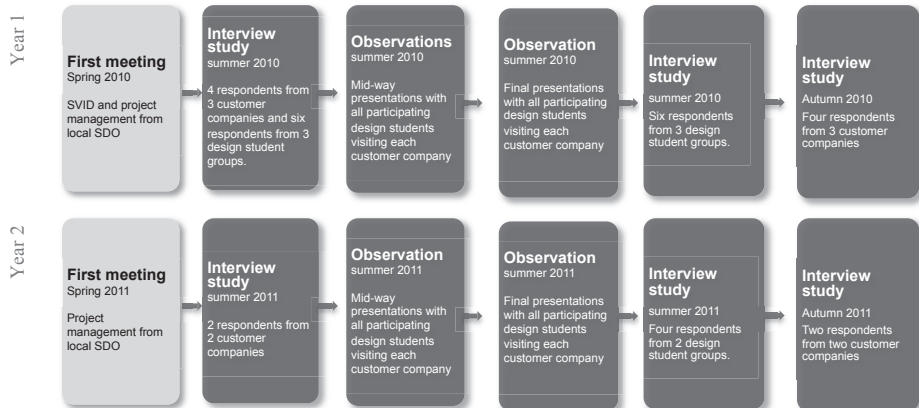 Year 1
First meeting
Spring 2010
SVID and project
management from
local SDO
Interview
study
summer 2010
4 respondents from
3 customer
companies and six
respondents from 3
design student
groups.
Observations
summer 2010
Mid-way
presentations with
all participating
design students
visiting each
customer company
Observation
summer 2010
Final presentations
with all participating
design students
visiting each
customer company
Interview
study
summer 2010
Six respondents
from 3 design
student groups.
Interview
study
Autumn 2010
Four respondents
from 3 customer
companies
Year 2
First meeting
Spring 2011
Project
management from
local SDO
Interview
study
summer 2011
2 respondents from
2 customer
companies
Observation
summer 2011
Mid-way
presentations with
all participating
design students
visiting each
customer company
Observation
summer 2011
Final presentations
with all participating
design students
visiting each
customer company
Interview
study
summer 2011
Four respondents
from 2 design
student groups.
Interview
study
Autumn 2011
Two respondents
from two customer
companies